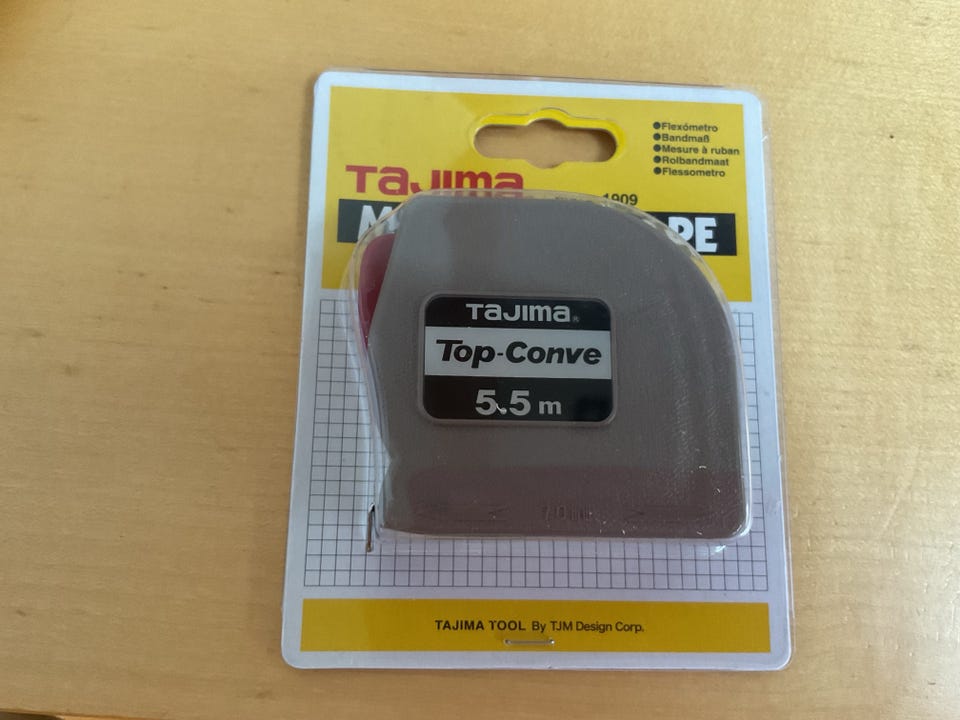 ●Flexómetro
●Bandmaß
●Mesure à ruban
●Rolbandmaat
●Flessometro
TaJima
1909
TaJima®
Top-Conve
5.5 m
TAJIMA TOOL By TJM Design Corp.